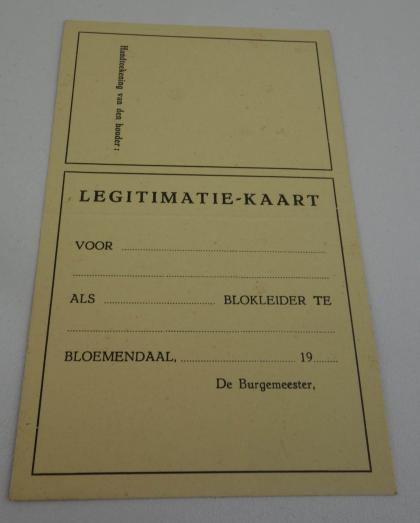 Handteekening van den houder:
LEGITIMATIE-KAART
VOOR ..........
..........
ALS .......... BLOKLEIDER TE
..........
BLOEMENDAAL, .......... 19......
De Burgemeester,